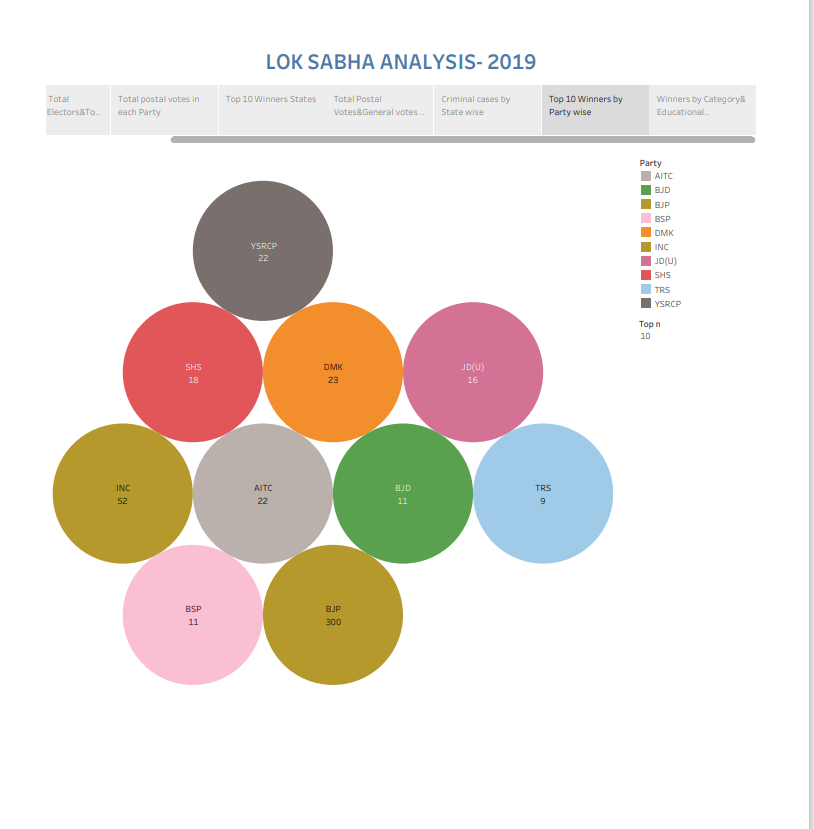 LOK SABHA ANALYSIS- 2019
Total
Electors&To..
Total postal votes in
each Party
Top 10 Winners States
Total Postal
Votes&General votes ..
Criminal cases by
State wise
Top 10 Winners by
Party wise
Winners by Category&
Educational..
Party
AITC
BJD
BJP
BSP
DMK
INC
JD(U)
SHS
TRS
YSRCP
Top n
10
YSRCP
22
SHS
18
DMK
23
JD(U)
16
INC
52
AITC
22
BJD
11
TRS
9
BSP
11
BJP
300